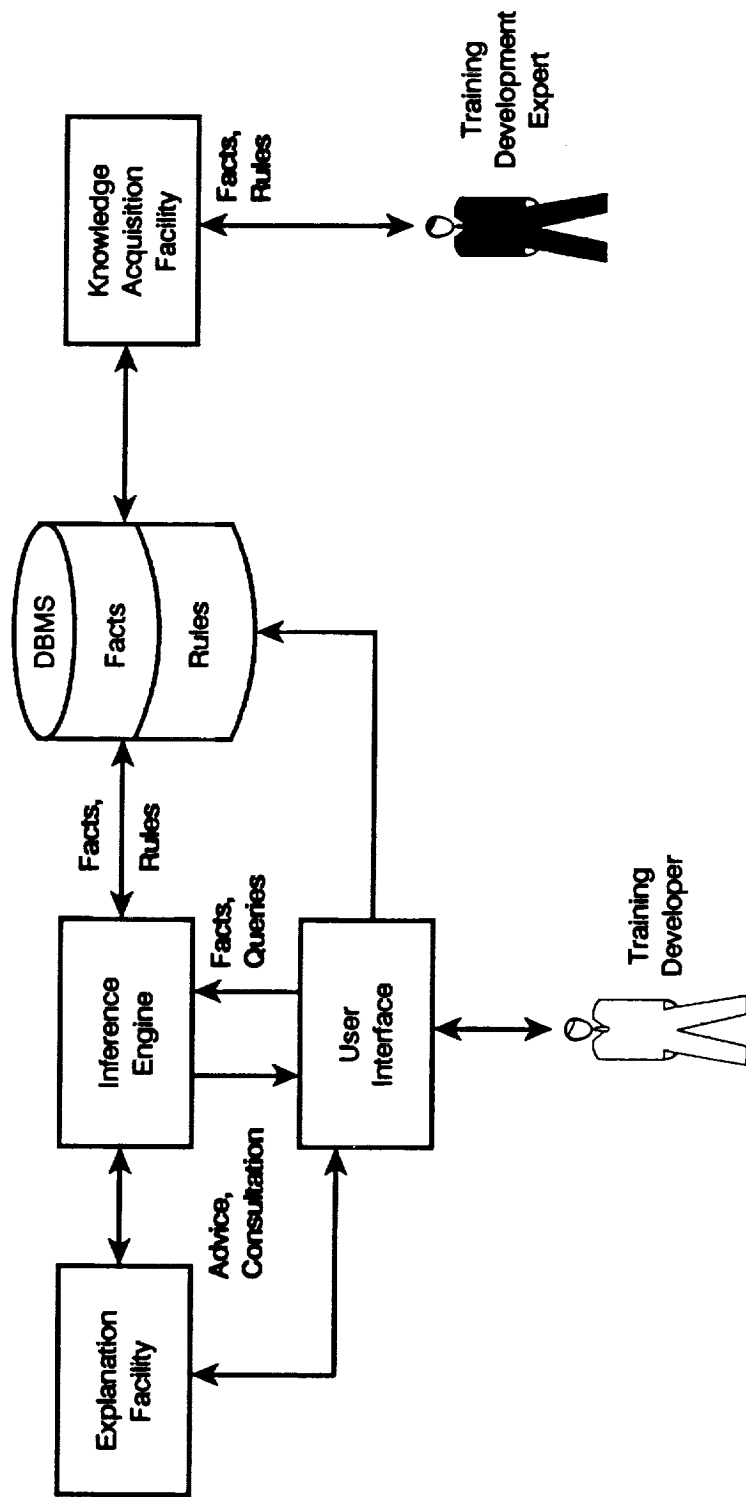 Explanation
Facility
Inference
Engine
Facts,
Rules
DBMS
Facts
Rules
Knowledge
Acquisition
Facility
Advice,
Consultation
Facts,
Queries
Facts,
Rules
User
Interface
Training
Developer
Training
Development
Expert